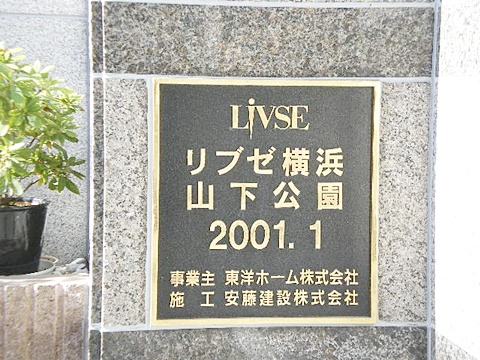 LiVSE
リブゼ横浜
山下公園
2001.1
事業主 東洋ホーム株式会社
施工 安藤建設株式会社